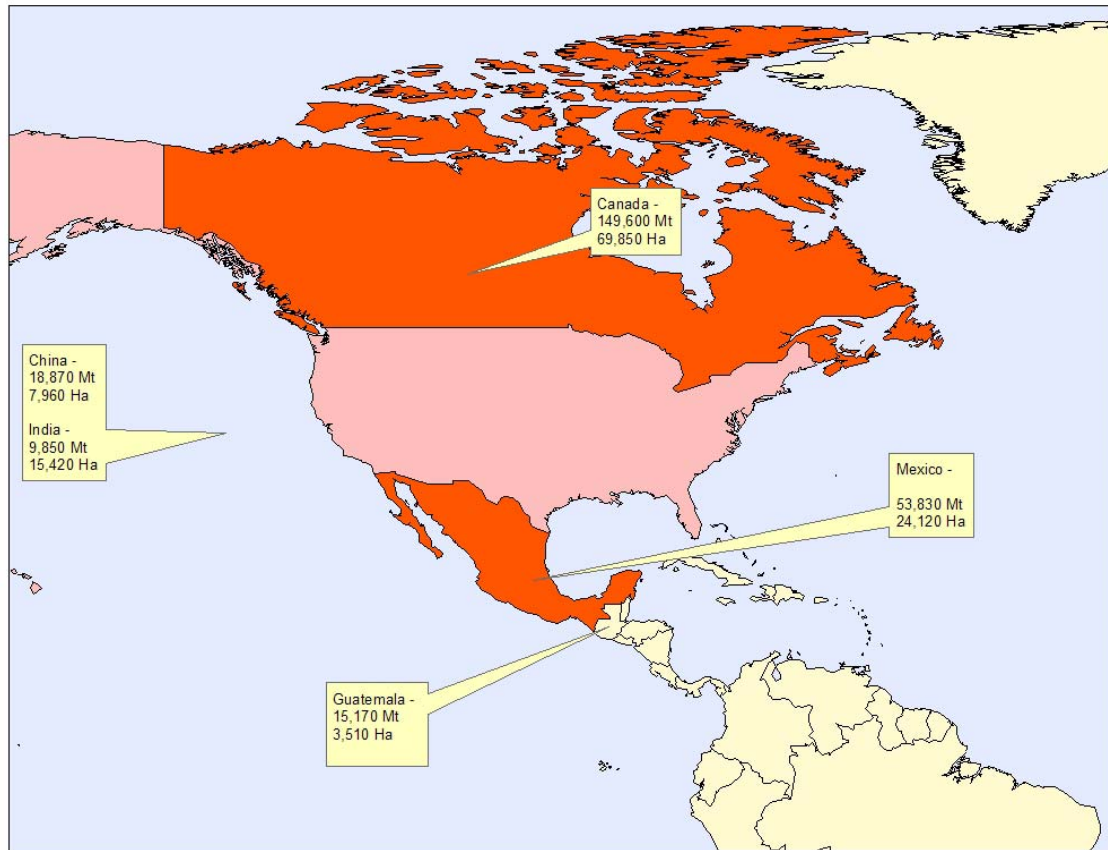 Canada -
149,600 Mt
69,850 Ha
China -
18,870 Mt
7,960 Ha
India -
9,850 Mt
15,420 Ha
Mexico -
53,830 Mt
24,120 Ha
Guatemala -
15,170 Mt
3,510 Ha